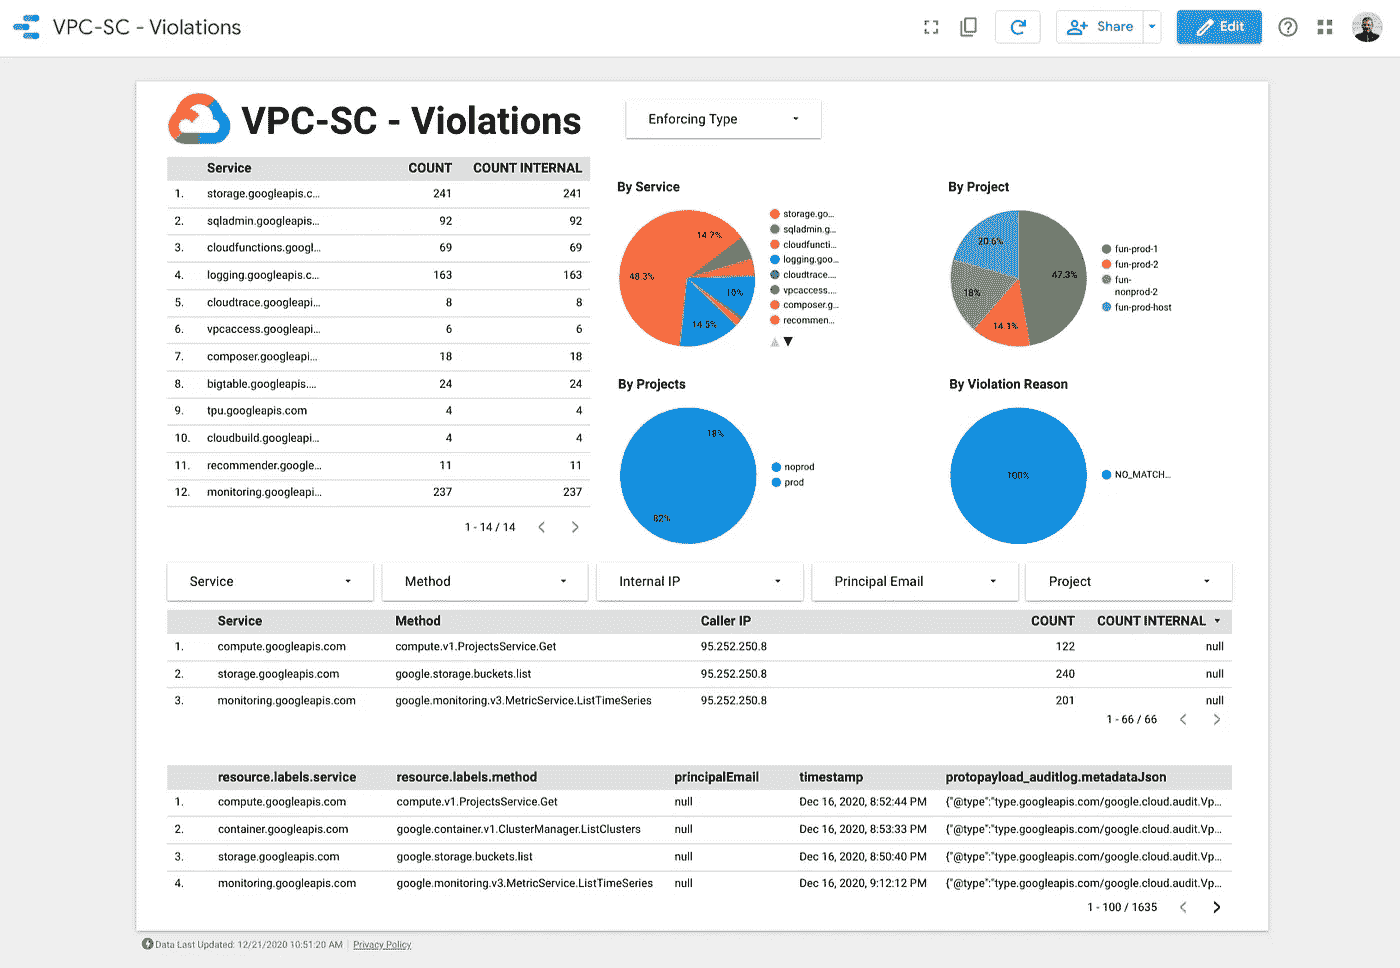 VPC-SC - Violations
Share
Edit
VPC-SC - Violations
Enforcing Type
Service COUNT COUNT INTERNAL
1. storage.googleapis.c... 241 241
2. sqladmin.googleapis... 92 92
3. cloudfunctions.googl... 69 69
4. logging.googleapis.c... 163 163
5. cloudtrace.googleapis... 8 8
6. vpcaccess.googleapi... 6 6
7. composer.googleapi... 18 18
8. bigtable.googleapis.... 24 24
9. tpu.googleapis.com 4 4
10. cloudbuild.googleapi... 4 4
11. recommender.google... 11 11
12. monitoring.googleapi... 237 237
1 - 14 / 14
By Service
14.2%
48.3%
10%
14.5%
storage.go...
sqladmin.g...
cloudfuncti...
logging.goo...
cloudtrace....
vpcaccess....
composer.g...
recommen...
By Project
20.6%
47.3%
18%
14.1%
fun-prod-1
fun-prod-2
fun-
nonprod-2
fun-prod-host
By Projects
18%
82%
noprod
prod
By Violation Reason
100%
NO_MATCH...
Service
Method
Internal IP
Principal Email
Project
Service Method Caller IP COUNT COUNT INTERNAL
1. compute.googleapis.com compute.v1.ProjectsService.Get 95.252.250.8 122 null
2. storage.googleapis.com google.storage.buckets.list 95.252.250.8 240 null
3. monitoring.googleapis.com google.monitoring.v3.MetricService.ListTimeSeries 95.252.250.8 201 null
1 - 66 / 66
resource.labels.service resource.labels.method principalEmail timestamp protopayload_auditlog.metadataJson
1. compute.googleapis.com compute.v1.ProjectsService.Get null Dec 16, 2020, 8:52:44 PM {"@type":"type.googleapis.com/google.cloud.audit.Vp...
2. container.googleapis.com google.container.v1.ClusterManager.ListClusters null Dec 16, 2020, 8:53:33 PM {"@type":"type.googleapis.com/google.cloud.audit.Vp...
3. storage.googleapis.com google.storage.buckets.list null Dec 16, 2020, 8:50:40 PM {"@type":"type.googleapis.com/google.cloud.audit.Vp...
4. monitoring.googleapis.com google.monitoring.v3.MetricService.ListTimeSeries null Dec 16, 2020, 9:12:12 PM {"@type":"type.googleapis.com/google.cloud.audit.Vp...
1 - 100 / 1635
Data Last Updated: 12/21/2020 10:51:20 AM | Privacy Policy